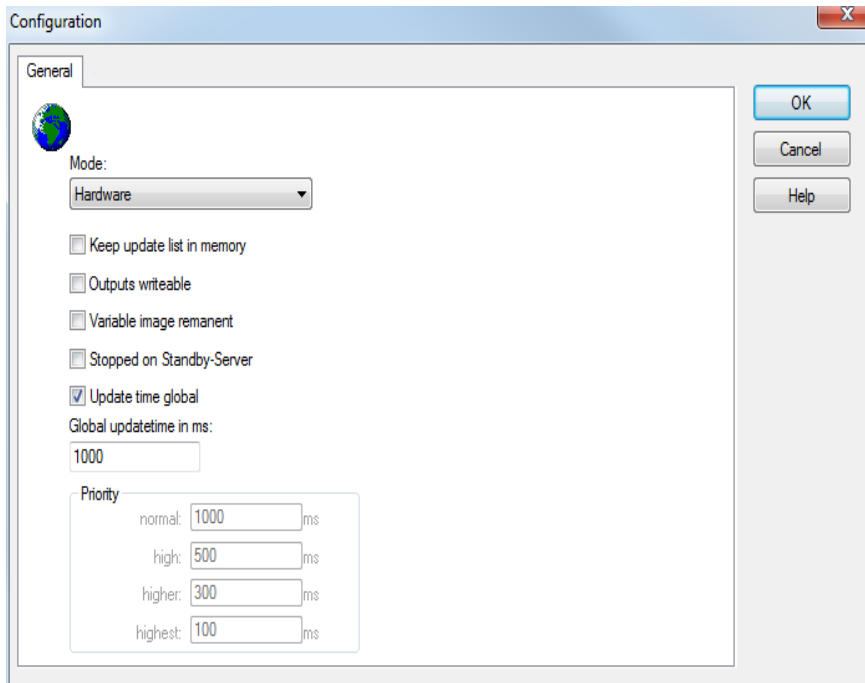 Configuration
X
General
OK
Cancel
Help
Mode:
Hardware
Keep update list in memory
Outputs writeable
Variable image remanent
Stopped on Standby-Server
Update time global
Global updatetime in ms:
1000
Priority
normal: 1000 ms
high: 500 ms
higher: 300 ms
highest: 100 ms